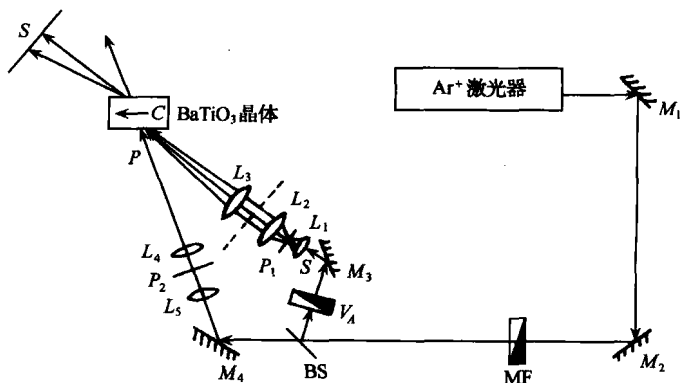 S
Ar⁺激光器
C
BaTiO₃晶体
M₁
P
L₃
L₂
L₁
L₄
P₁
S
M₃
P₂
L₅
V_A
M₄
BS
MF
M₂